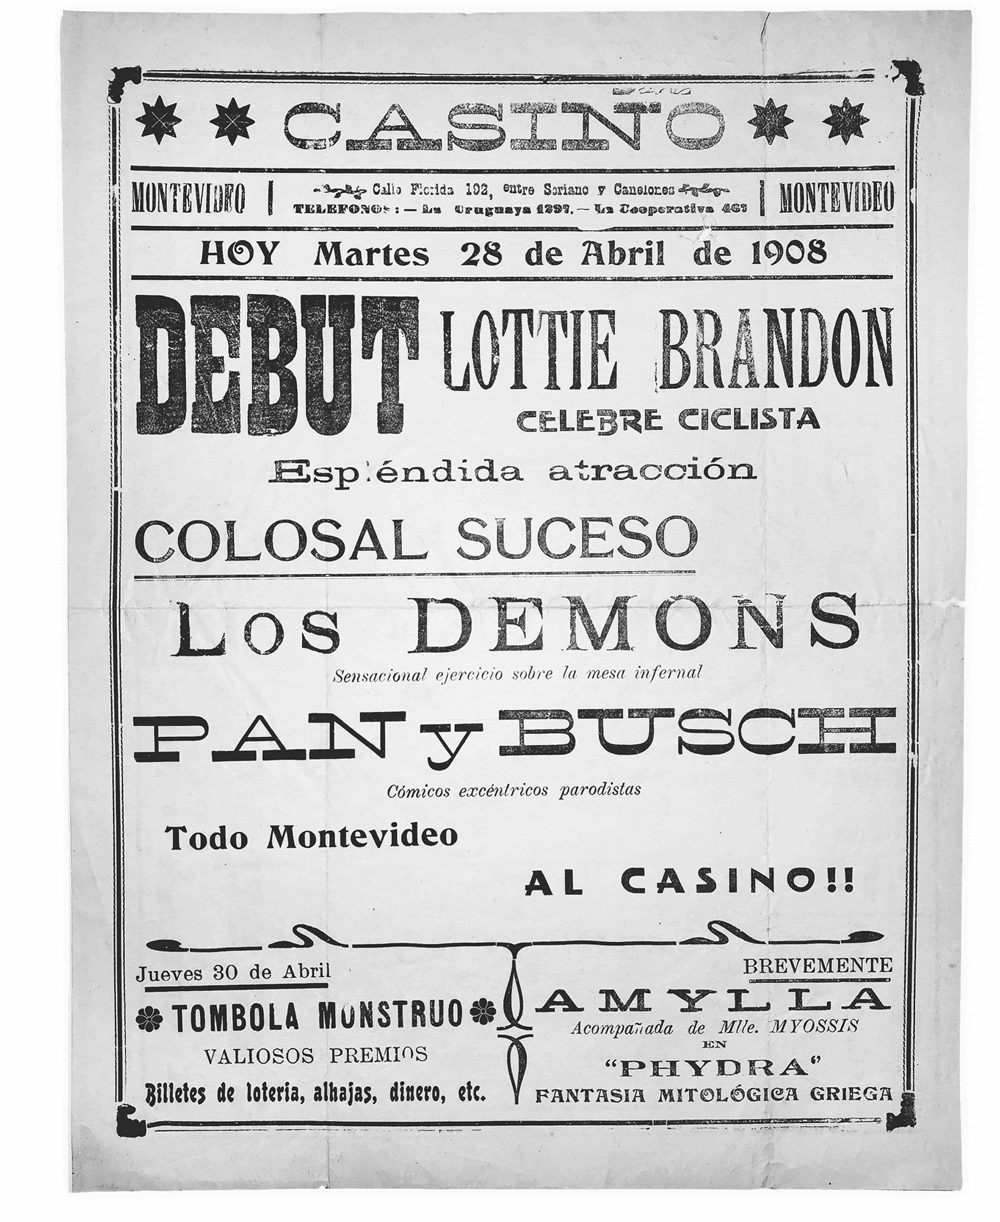 CASINO
MONTEVIDEO
Calle Florida 192, entre Soriano y Canelones
TELEFONOS: — La Uruguaya 1297. — La Cooperativa 463
MONTEVIDEO
HOY Martes 28 de Abril de 1908
DEBUT LOTTIE BRANDON
CELEBRE CICLISTA
Espléndida atracción
COLOSAL SUCESO
LOS DEMONS
Sensacional ejercicio sobre la mesa infernal
PAN y BUSCH
Cómicos excéntricos parodistas
Todo Montevideo
AL CASINO!!
Jueves 30 de Abril
TOMBOLA MONSTRUO
VALIOSOS PREMIOS
Billetes de loteria, alhajas, dinero, etc.
BREVEMENTE
AMYLLA
Acompañada de Mlle. MYOSSIS
EN
“PHYDRA“
FANTASIA MITOLÓGICA GRIEGA